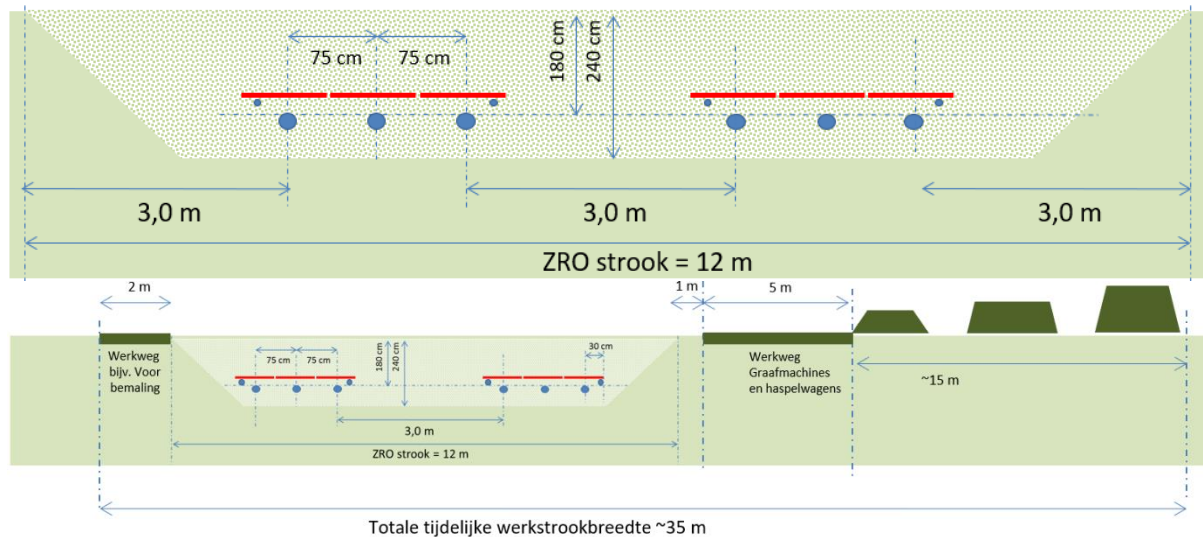 75 cm
75 cm
180 cm
240 cm
3,0 m
3,0 m
3,0 m
ZRO strook = 12 m
2 m
1 m
5 m
Werkweg
bijv. Voor
bemaling
75 cm
75 cm
180 cm
240 cm
30 cm
Werkweg
Graafmachines
en haspelwagens
~15 m
3,0 m
ZRO strook = 12 m
Totale tijdelijke werkstrookbreedte ~35 m